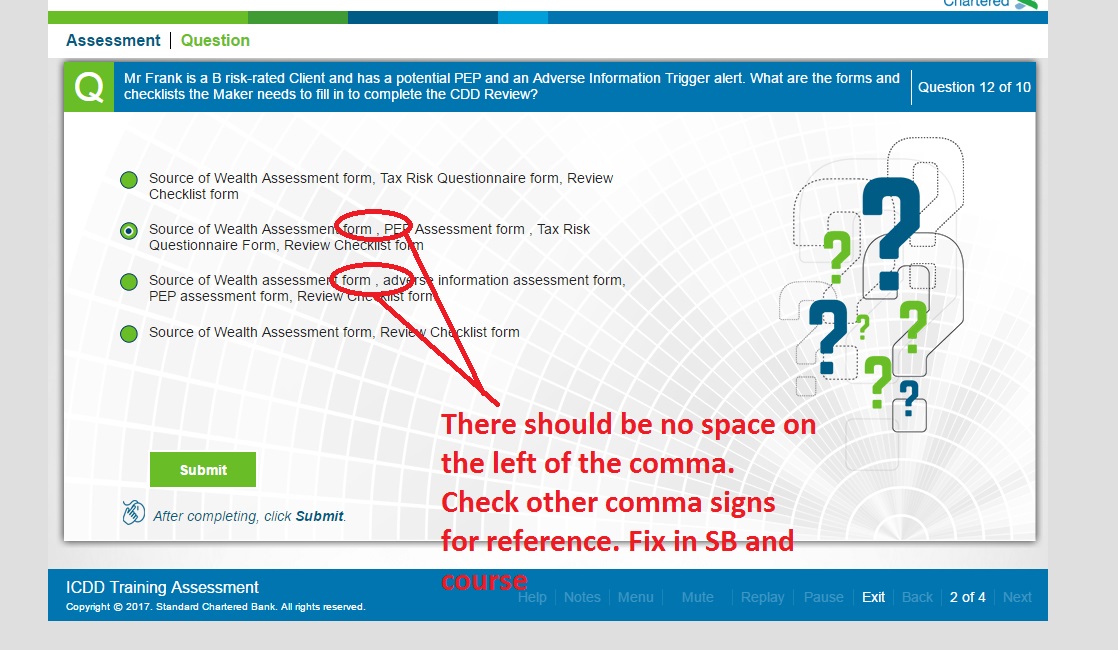 Chartered
Assessment | Question
Q
Mr Frank is a B risk-rated Client and has a potential PEP and an Adverse Information Trigger alert. What are the forms and
checklists the Maker needs to fill in to complete the CDD Review?
Question 12 of 10
Source of Wealth Assessment form, Tax Risk Questionnaire form, Review
Checklist form
Source of Wealth Assessment form , PEP Assessment form , Tax Risk
Questionnaire Form, Review Checklist form
Source of Wealth assessment form , adverse information assessment form,
PEP assessment form, Review Checklist form
Source of Wealth Assessment form, Review Checklist form
There should be no space on
the left of the comma.
Check other comma signs
for reference. Fix in SB and
course
Submit
After completing, click Submit.
ICDD Training Assessment
Copyright © 2017. Standard Chartered Bank. All rights reserved.
Help | Notes | Menu | Mute | Replay | Pause | Exit | Back | 2 of 4 | Next